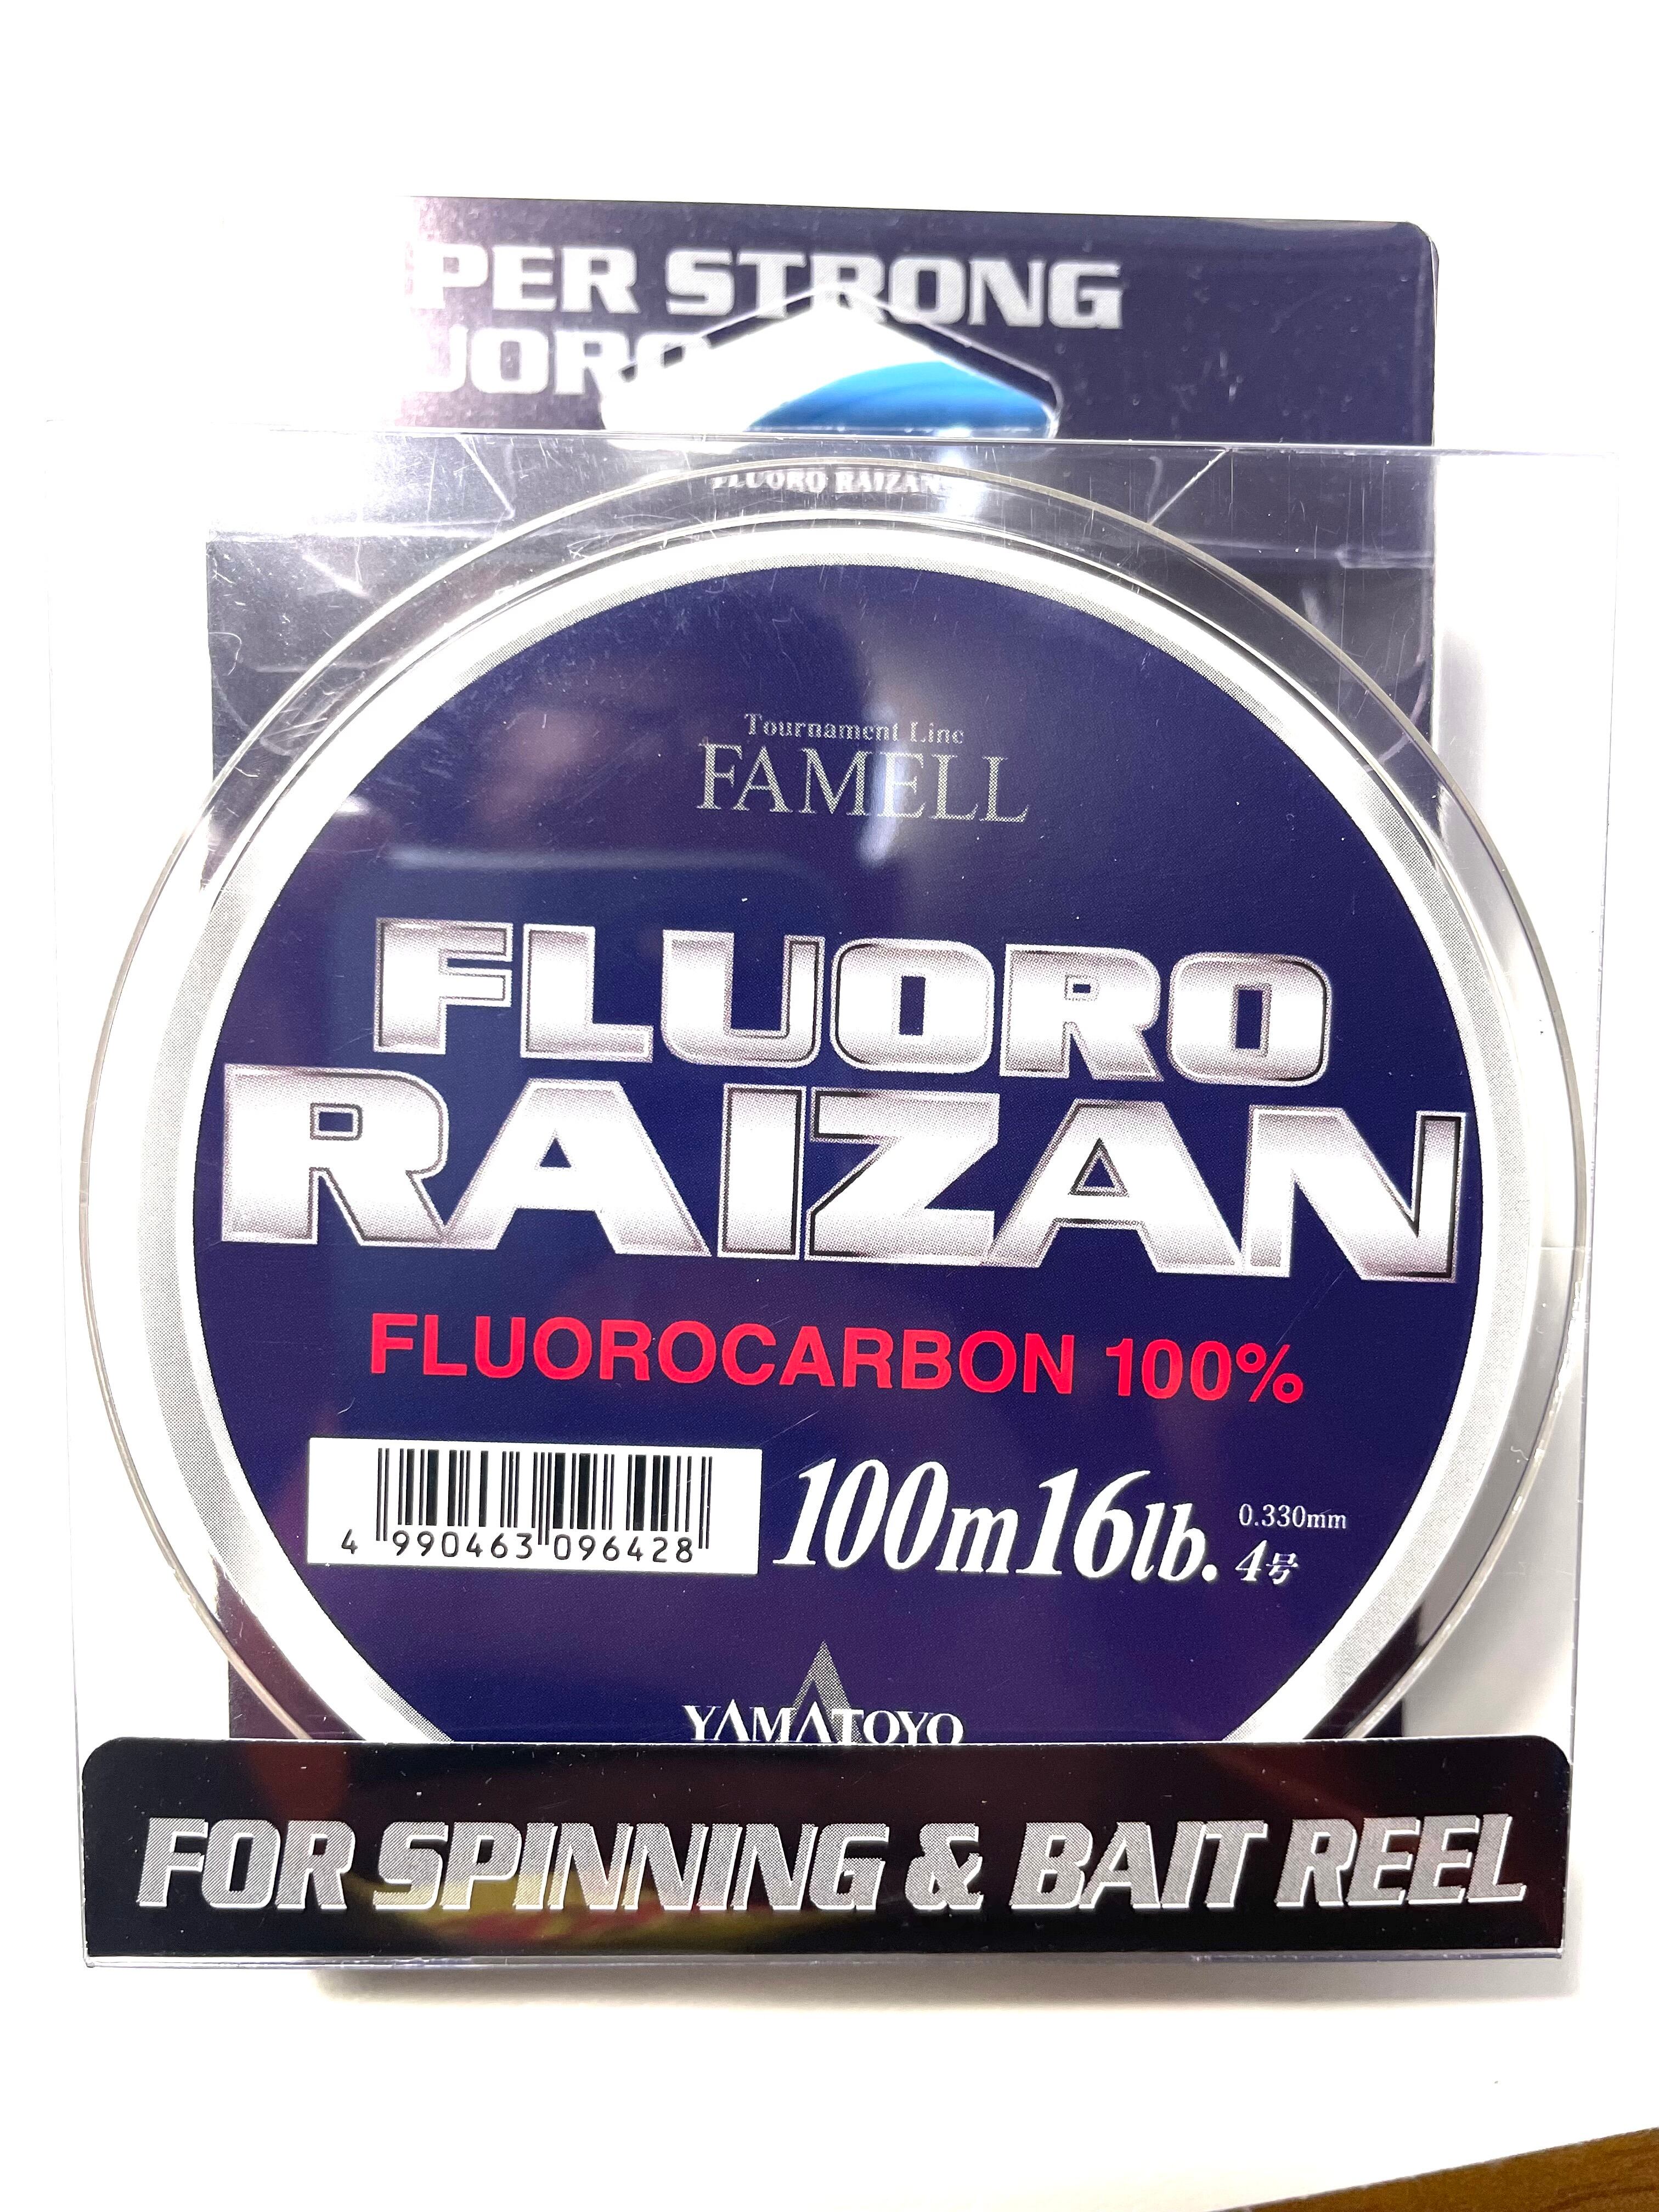 PER STRONG
UORO
FLUORO RAIZAN
Tournament Line
FAMELL
FLUORO
RAIZAN
FLUOROCARBON 100%
4 990463 096428
100m 16lb. 0.330mm
4号
YAMATOYO
FOR SPINNING & BAIT REEL